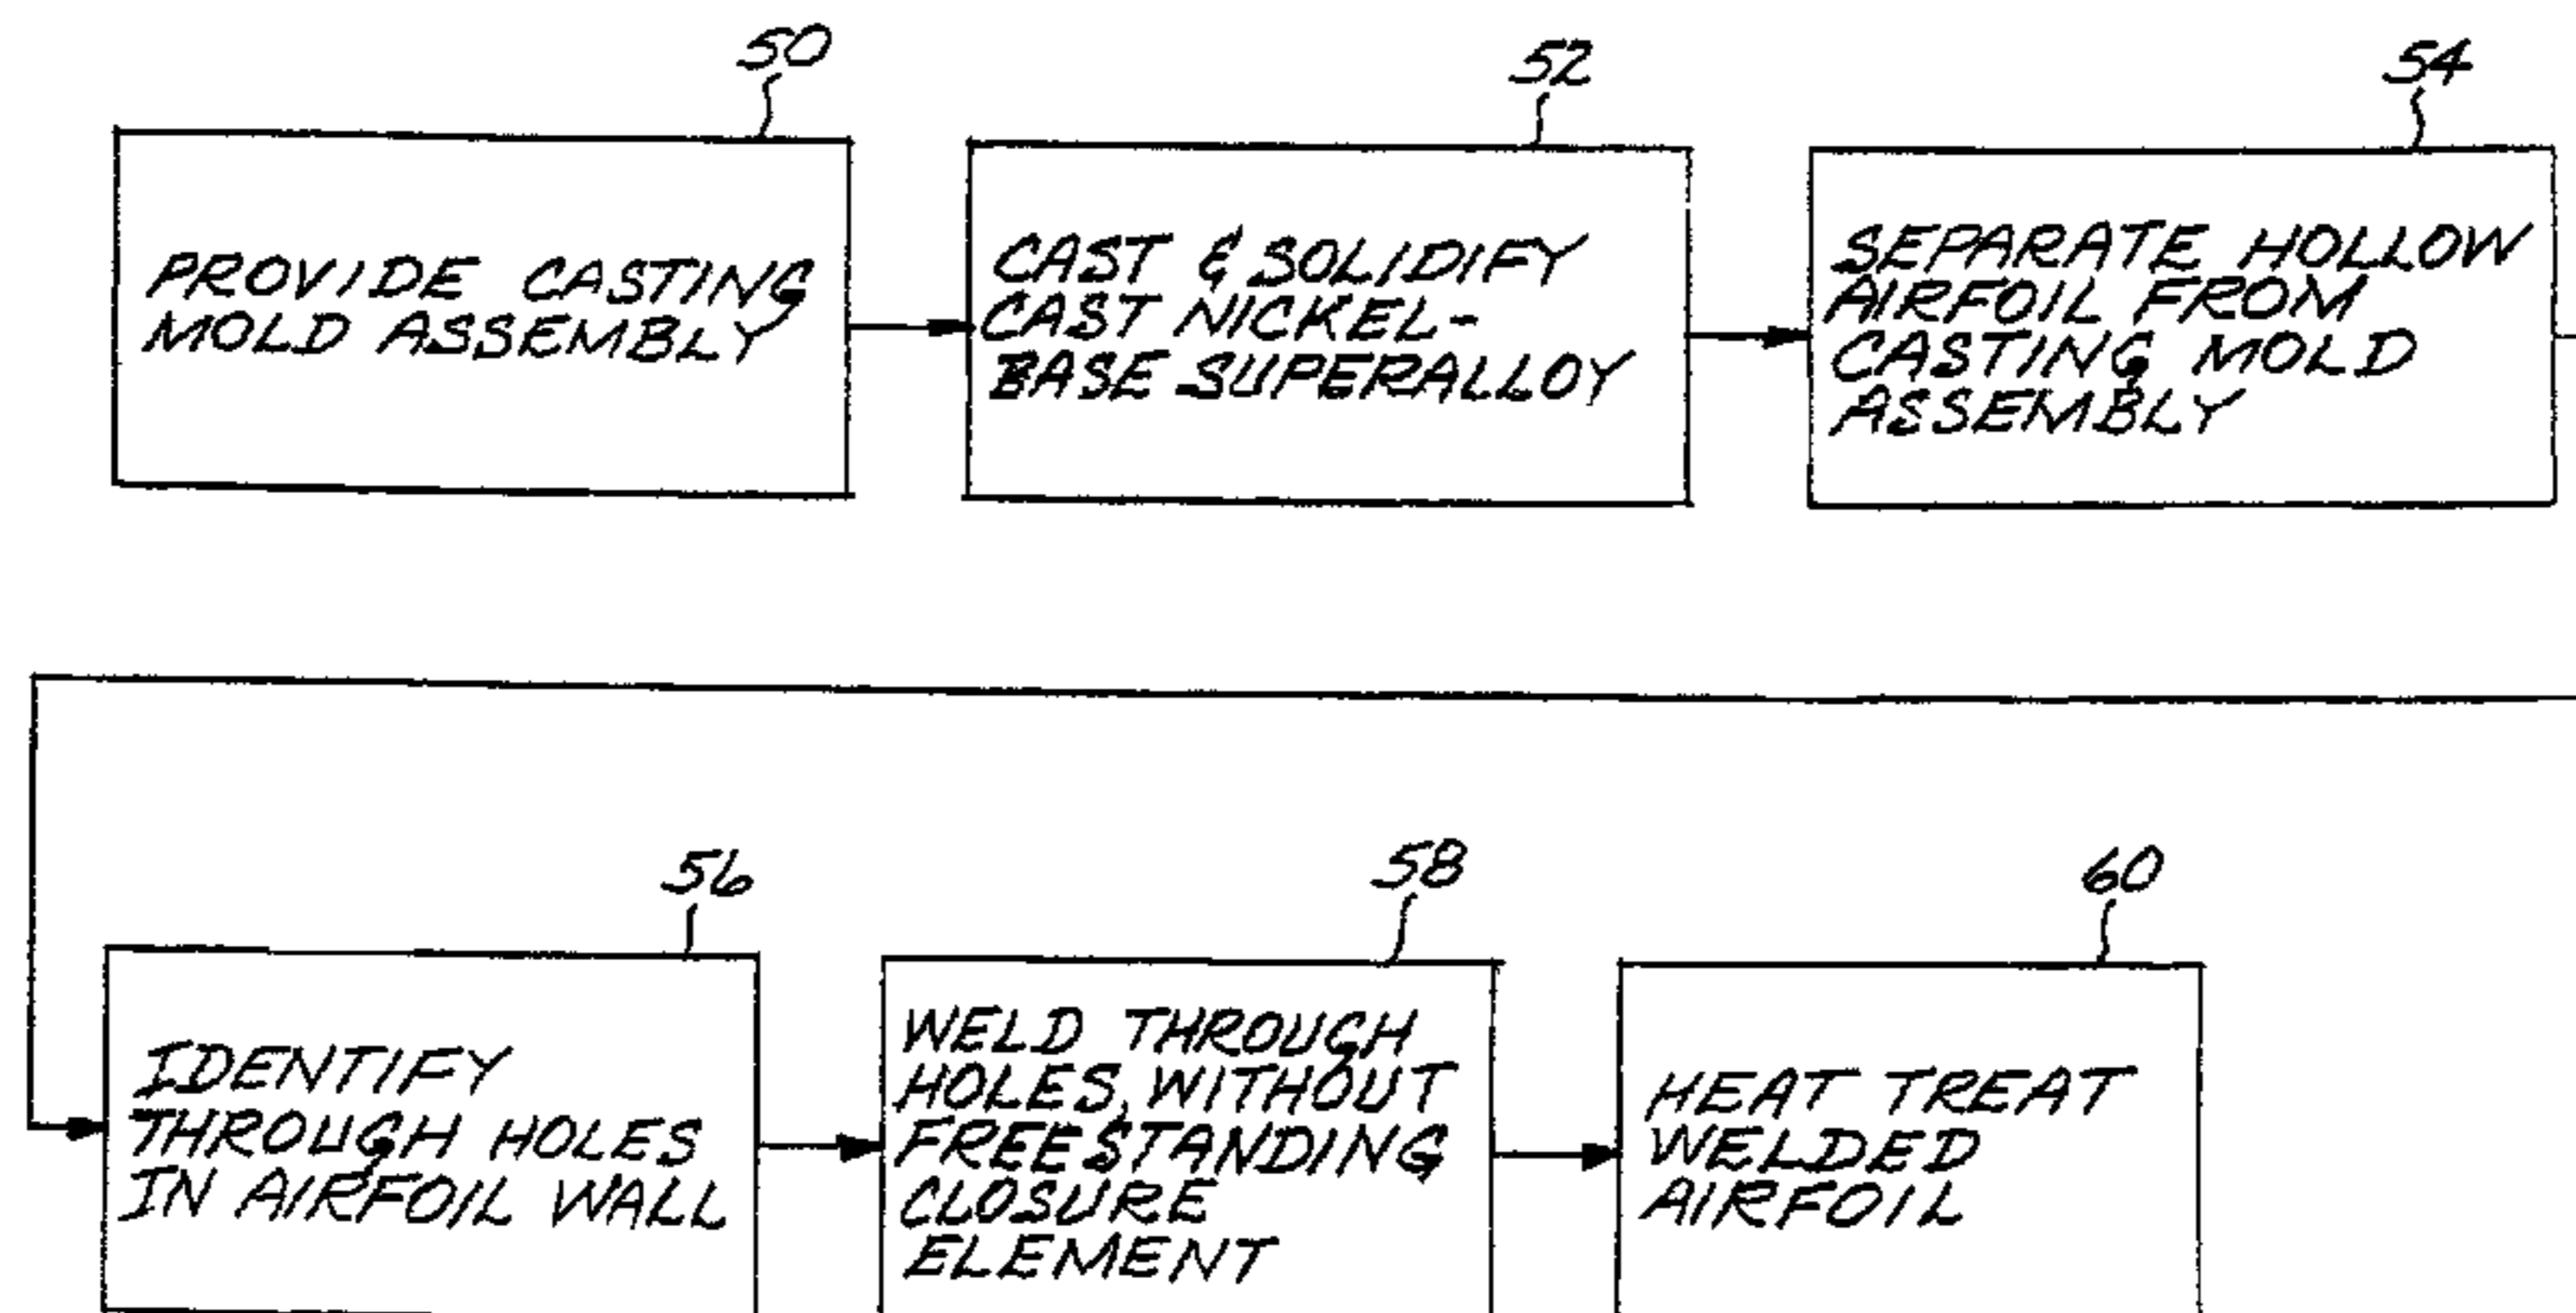 50
PROVIDE CASTING
MOLD ASSEMBLY
52
CAST & SOLIDIFY
CAST NICKEL-
BASE SUPERALLOY
54
SEPARATE HOLLOW
AIRFOIL FROM
CASTING MOLD
ASSEMBLY
56
IDENTIFY
THROUGH HOLES
IN AIRFOIL WALL
58
WELD THROUGH
HOLES, WITHOUT
FREESTANDING
CLOSURE
ELEMENT
60
HEAT TREAT
WELDED
AIRFOIL